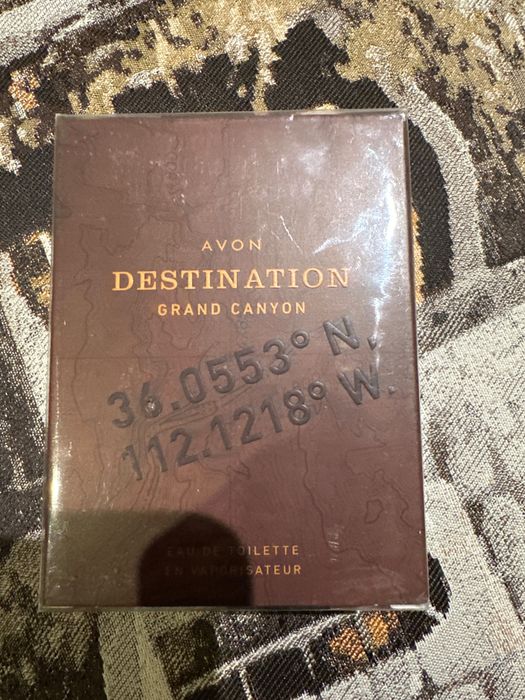 AVON
DESTINATION
GRAND CANYON
36.0553° N.
112.1218° W.
EAU DE TOILETTE
EN VAPORISATEUR